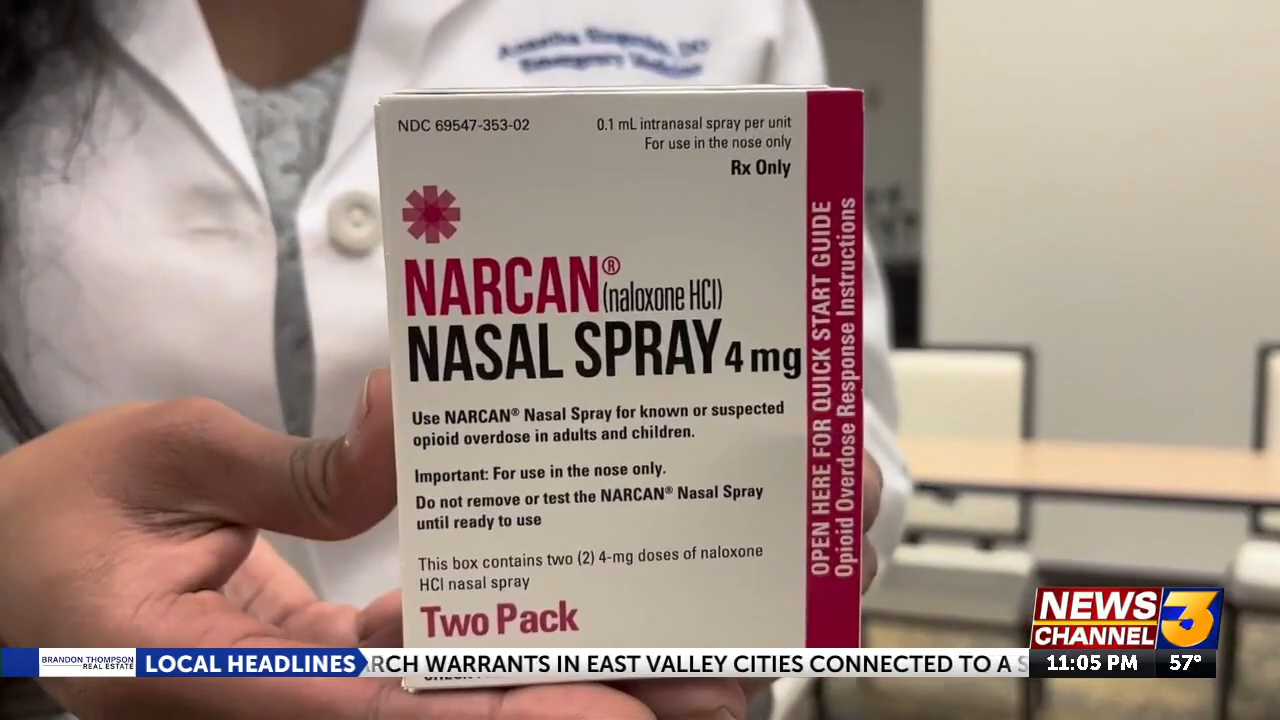 Emergency Medicine
NDC 69547-353-02
0.1 mL intranasal spray per unit
For use in the nose only
Rx Only
NARCAN® (naloxone HCl)
NASAL SPRAY 4 mg
Use NARCAN® Nasal Spray for known or suspected
opioid overdose in adults and children.
Important: For use in the nose only.
Do not remove or test the NARCAN® Nasal Spray
until ready to use
This box contains two (2) 4-mg doses of naloxone
HCl nasal spray
Two Pack
OPEN HERE FOR QUICK START GUIDE
Opioid Overdose Response Instructions
NEWS
CHANNEL 3
BRANDON THOMPSON
REAL ESTATE
LOCAL HEADLINES
RCH WARRANTS IN EAST VALLEY CITIES CONNECTED TO A S
11:05 PM 57°